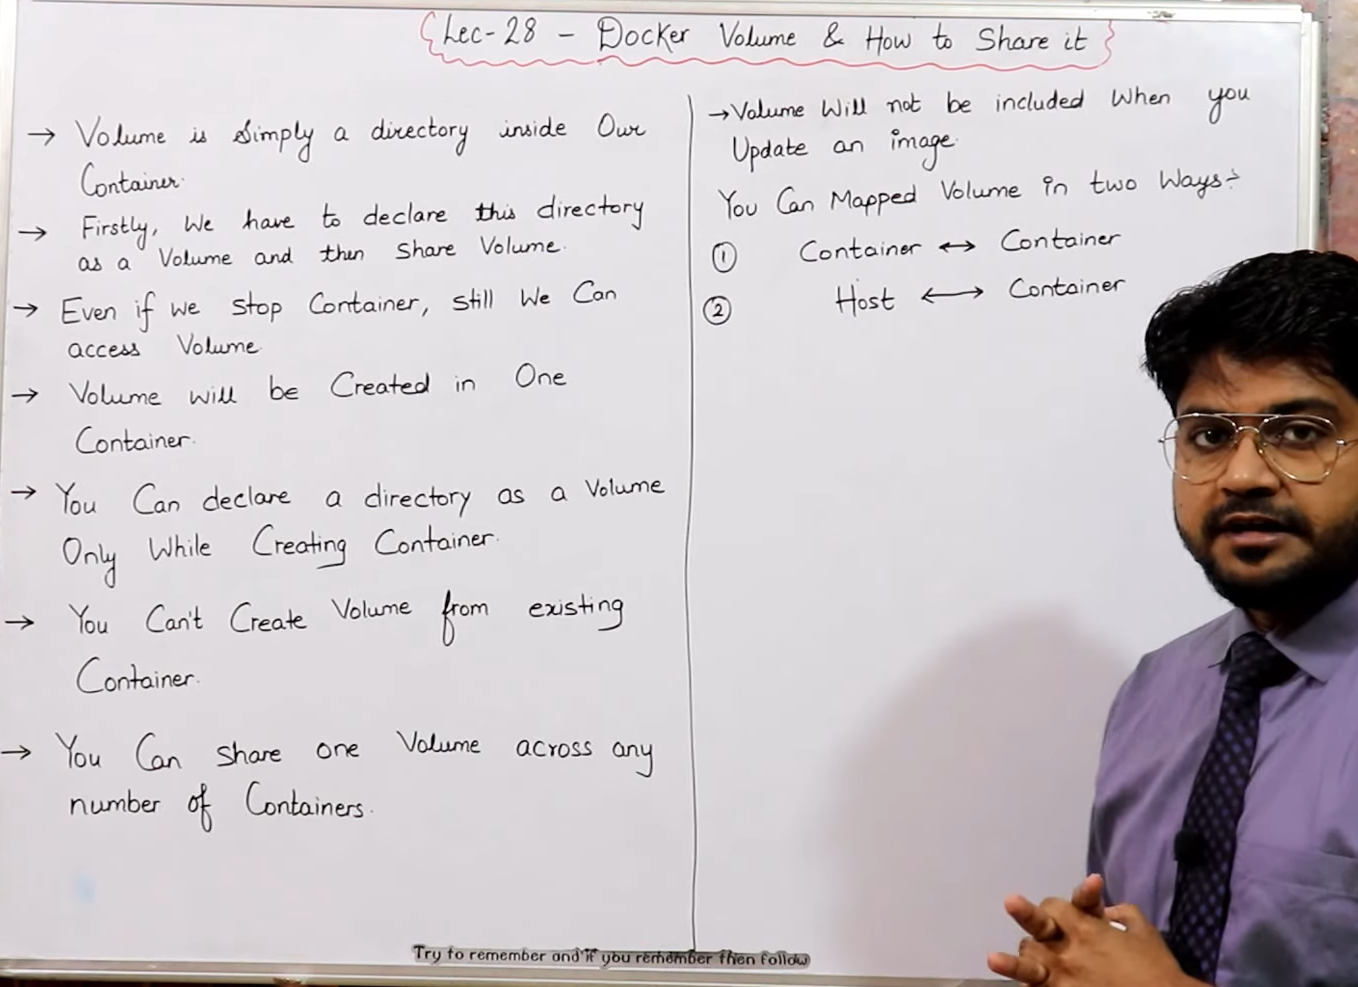 Lec-28 - Docker Volume & How to Share it
→ Volume is Simply a directory inside Our
Container.
→ Firstly, We have to declare this directory
as a Volume and then Share Volume.
→ Even if we stop Container, still We Can
access Volume.
→ Volume will be Created in One
Container.
→ You Can declare a directory as a Volume
Only While Creating Container.
→ You Can't Create Volume from existing
Container.
→ You Can Share one Volume across any
number of Containers.
→ Volume Will not be included When you
Update an image.
You Can Mapped Volume in two Ways÷
① Container ↔ Container
② Host ↔ Container
Try to remember and if you remember then follow